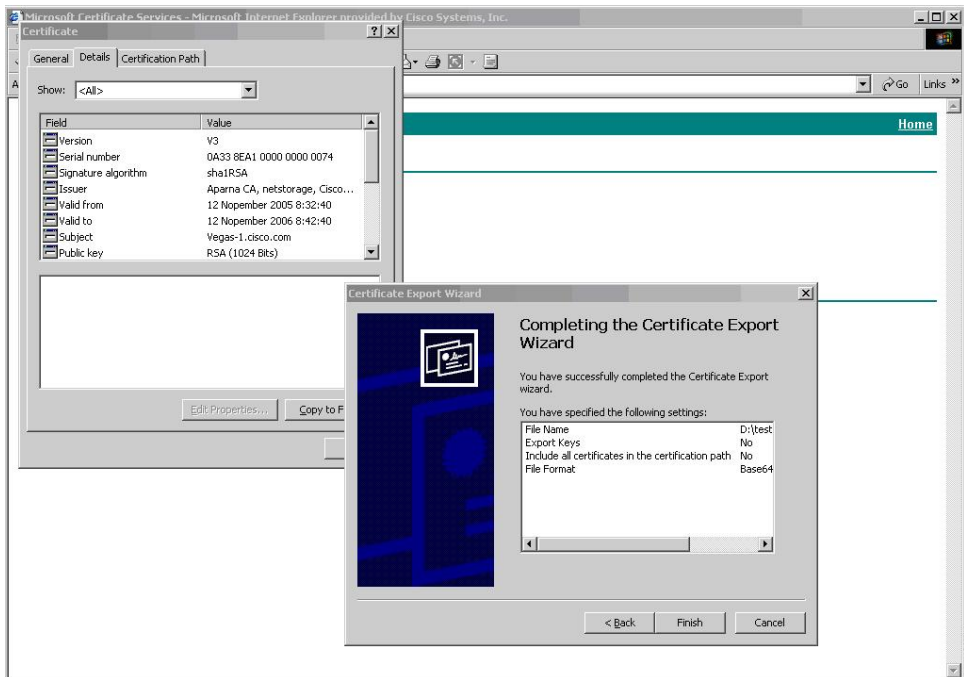 Microsoft Certificate Services - Microsoft Internet Explorer provided by Cisco Systems, Inc.
Certificate
General Details Certification Path
Go Links »
Show: <All>
Field Value
Home
Version V3
Serial number 0A33 8EA1 0000 0000 0074
Signature algorithm sha1RSA
Issuer Aparna CA, netstorage, Cisco...
Valid from 12 Nopember 2005 8:32:40
Valid to 12 Nopember 2006 8:42:40
Subject Vegas-1.cisco.com
Public key RSA (1024 Bits)
Edit Properties... Copy to F
Certificate Export Wizard
Completing the Certificate Export
Wizard
You have successfully completed the Certificate Export
wizard.
You have specified the following settings:
File Name D:\test
Export Keys No
Include all certificates in the certification path No
File Format Base64
< Back Finish Cancel